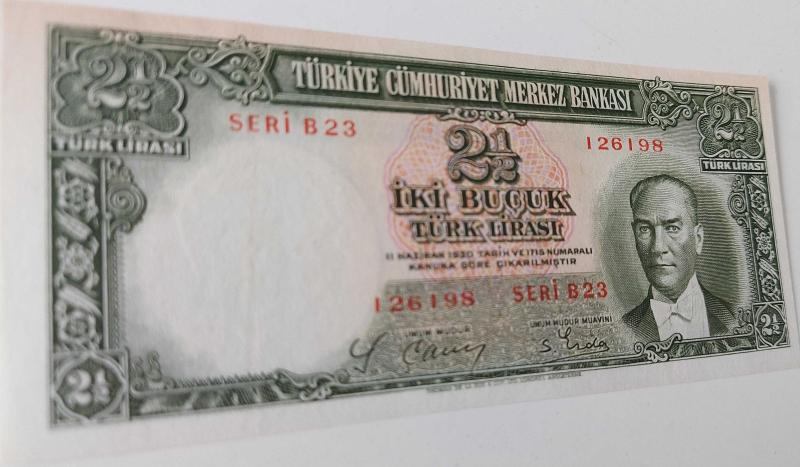 TÜRKİYE CÜMHURİYET MERKEZ BANKASI
2½ 2½
TÜRK LİRASI TÜRK LİRASI
SERİ B 23 126198
2½
İKİ BUÇUK
TÜRK LİRASI
11 HAZİRAN 1930 TARİH VE 1715 NUMARALI
KANUNA GÖRE ÇIKARILMIŞTIR
126198 SERİ B 23
UMUM MÜDÜR UMUM MÜDÜR MUAVİNİ
2½ 2½